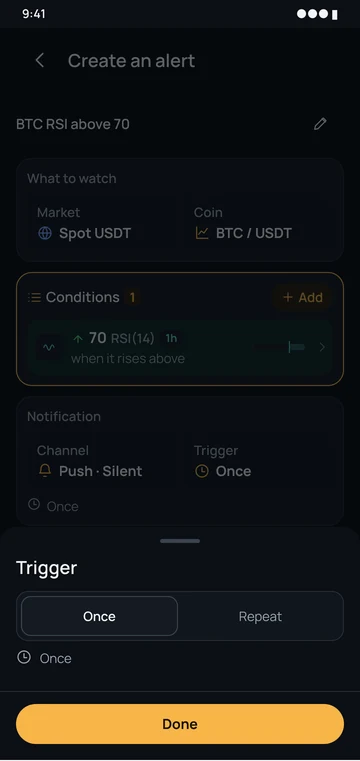 9:41
Create an alert
BTC RSI above 70
What to watch
Market
Spot USDT
Coin
BTC / USDT
Conditions 1
+ Add
↑ 70 RSI(14) 1h
when it rises above
Notification
Channel
Push · Silent
Trigger
Once
Once
Trigger
Once
Repeat
Once
Done